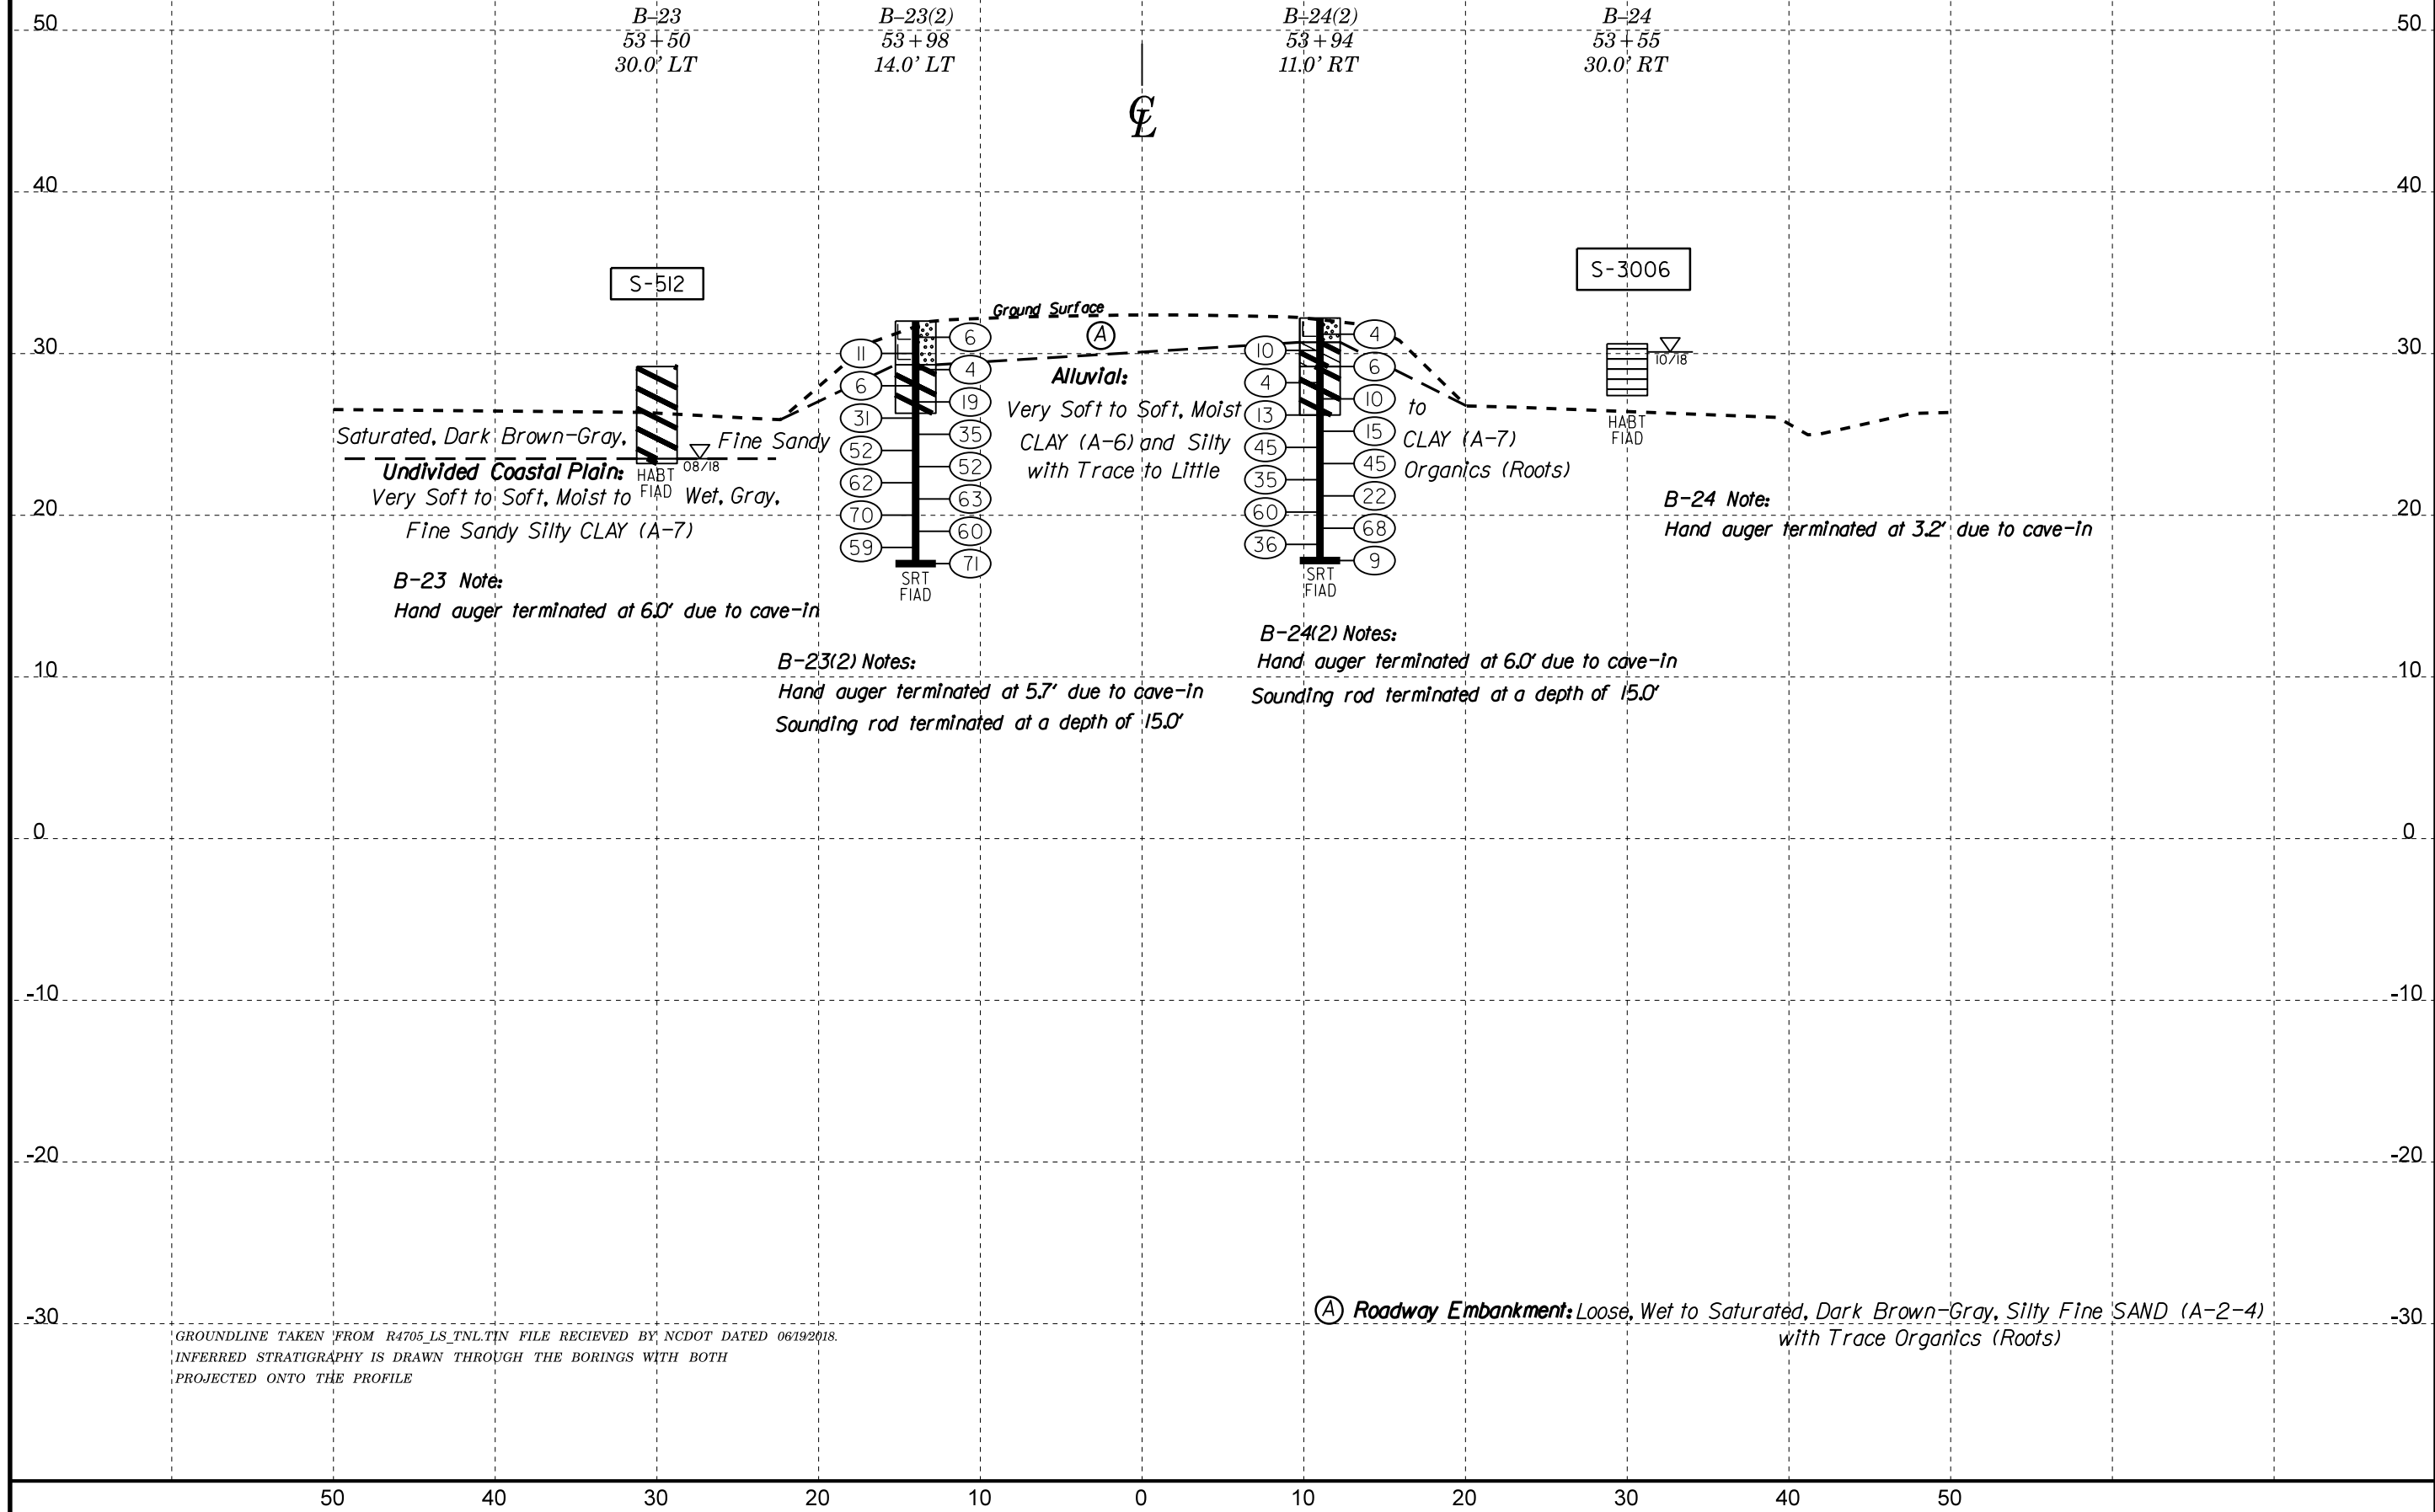 B-23
53+50
30.0' LT
B-23(2)
53+98
14.0' LT
B-24(2)
53+94
11.0' RT
B-24
53+55
30.0' RT
50
50
℄
40
40
S-512
S-3006
Ground Surface
A
30
30
6
11
4
6
19
31
35
52
52
62
63
70
60
59
71
SRT
FIAD
4
10
6
4
10
13
15
45
45
35
22
60
68
36
9
SRT
FIAD
10/18
HABT
FIAD
Alluvial:
Very Soft to Soft, Moist to
CLAY (A-6) and Silty CLAY (A-7)
with Trace to Little Organics (Roots)
Saturated, Dark Brown-Gray, Fine Sandy
08/18
HABT
FIAD
Undivided Coastal Plain:
Very Soft to Soft, Moist to Wet, Gray,
Fine Sandy Silty CLAY (A-7)
20
20
B-24 Note:
Hand auger terminated at 3.2' due to cave-in
B-23 Note:
Hand auger terminated at 6.0' due to cave-in
B-23(2) Notes:
Hand auger terminated at 5.7' due to cave-in
Sounding rod terminated at a depth of 15.0'
B-24(2) Notes:
Hand auger terminated at 6.0' due to cave-in
Sounding rod terminated at a depth of 15.0'
10
10
0
0
-10
-10
-20
-20
-30
-30
A Roadway Embankment: Loose, Wet to Saturated, Dark Brown-Gray, Silty Fine SAND (A-2-4)
with Trace Organics (Roots)
GROUNDLINE TAKEN FROM R4705_LS_TNL.TIN FILE RECIEVED BY NCDOT DATED 06/19/2018.
INFERRED STRATIGRAPHY IS DRAWN THROUGH THE BORINGS WITH BOTH
PROJECTED ONTO THE PROFILE
50 40 30 20 10 0 10 20 30 40 50